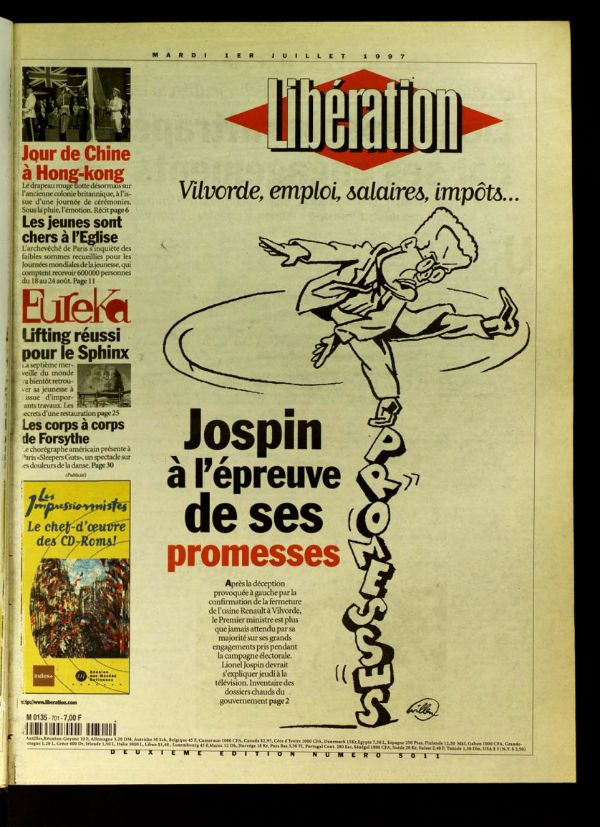 MARDI 1ER JUILLET 1997
Libération
Vilvorde, emploi, salaires, impôts...
Jour de Chine
à Hong-kong
Le drapeau rouge flotte désormais sur
l'ancienne colonie britannique, à l'is-
sue d'une journée de cérémonies.
Sous la pluie, l'émotion. Récit page 6
Les jeunes sont
chers à l'Eglise
L'archevêché de Paris s'inquiète des
faibles sommes recueillies pour les
Journées mondiales de la jeunesse, qui
comptent recevoir 600000 personnes
du 18 au 24 août. Page 11
EUreKa
Lifting réussi
pour le Sphinx
La septième mer-
veille du monde
va bientôt retrou-
ver sa jeunesse à
l'issue d'impor-
tants travaux. Les
secrets d'une restauration page 25
Les corps à corps
de Forsythe
Le chorégraphe américain présente à
Paris «Sleepers Guts», un spectacle sur
les douleurs de la danse. Page 30
(Publicité)
Les
Impressionnistes
Le chef-d'œuvre
des CD-Roms!
index+
Réunion
des Musées
Nationaux
http://www.liberation.com
M 0135 - 701 - 7,00 F
Jospin
à l'épreuve
de ses
promesses
Après la déception
provoquée à gauche par la
confirmation de la fermeture
de l'usine Renault à Vilvorde,
le Premier ministre est plus
que jamais attendu par sa
majorité sur ses grands
engagements pris pendant
la campagne électorale.
Lionel Jospin devrait
s'expliquer jeudi à la
télévision. Inventaire des
dossiers chauds du
gouvernement page 2
PROMESSES
Willem
DEUXIEME EDITION NUMERO 5011